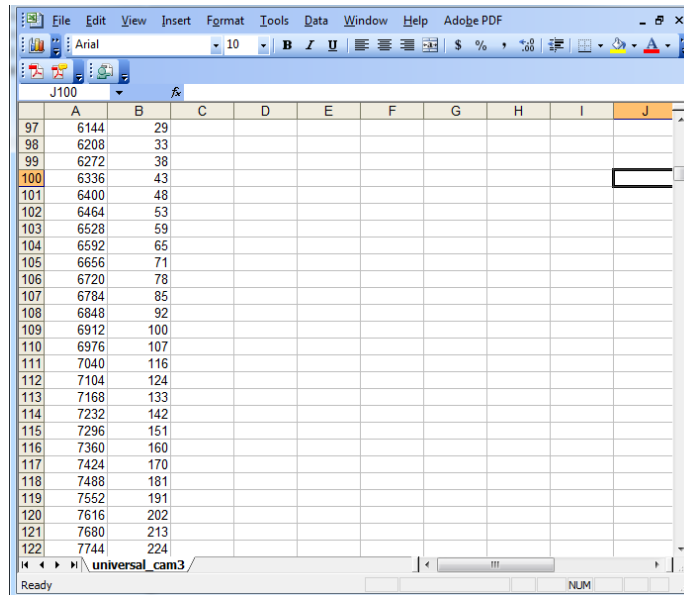 File Edit View Insert Format Tools Data Window Help Adobe PDF
Arial 10 B I U $ % ,
J100 fx
A B C D E F G H I J
97 6144 29
98 6208 33
99 6272 38
100 6336 43
101 6400 48
102 6464 53
103 6528 59
104 6592 65
105 6656 71
106 6720 78
107 6784 85
108 6848 92
109 6912 100
110 6976 107
111 7040 116
112 7104 124
113 7168 133
114 7232 142
115 7296 151
116 7360 160
117 7424 170
118 7488 181
119 7552 191
120 7616 202
121 7680 213
122 7744 224
universal_cam3
Ready NUM